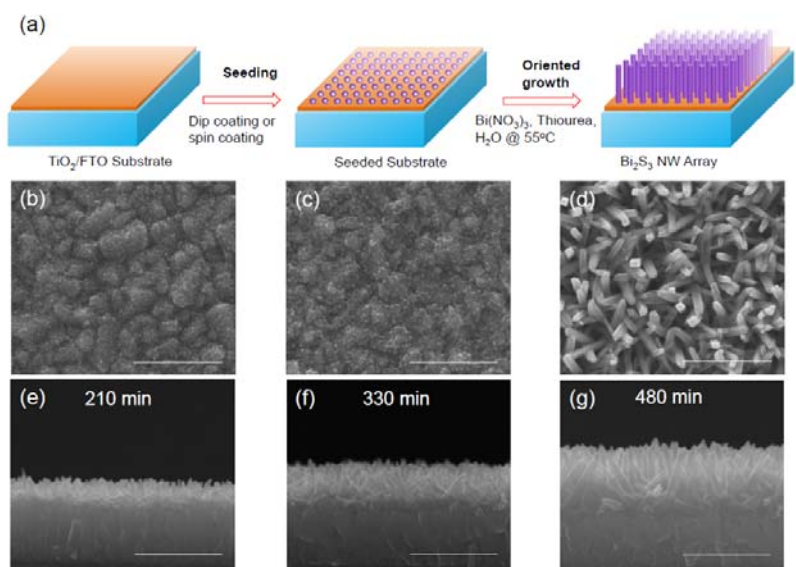 (a)
Seeding
Dip coating or
spin coating
Oriented
growth
Bi(NO₃)₃, Thiourea,
H₂O @ 55ºC
TiO₂/FTO Substrate
Seeded Substrate
Bi₂S₃ NW Array
(b)
(c)
(d)
(e) 210 min
(f) 330 min
(g) 480 min